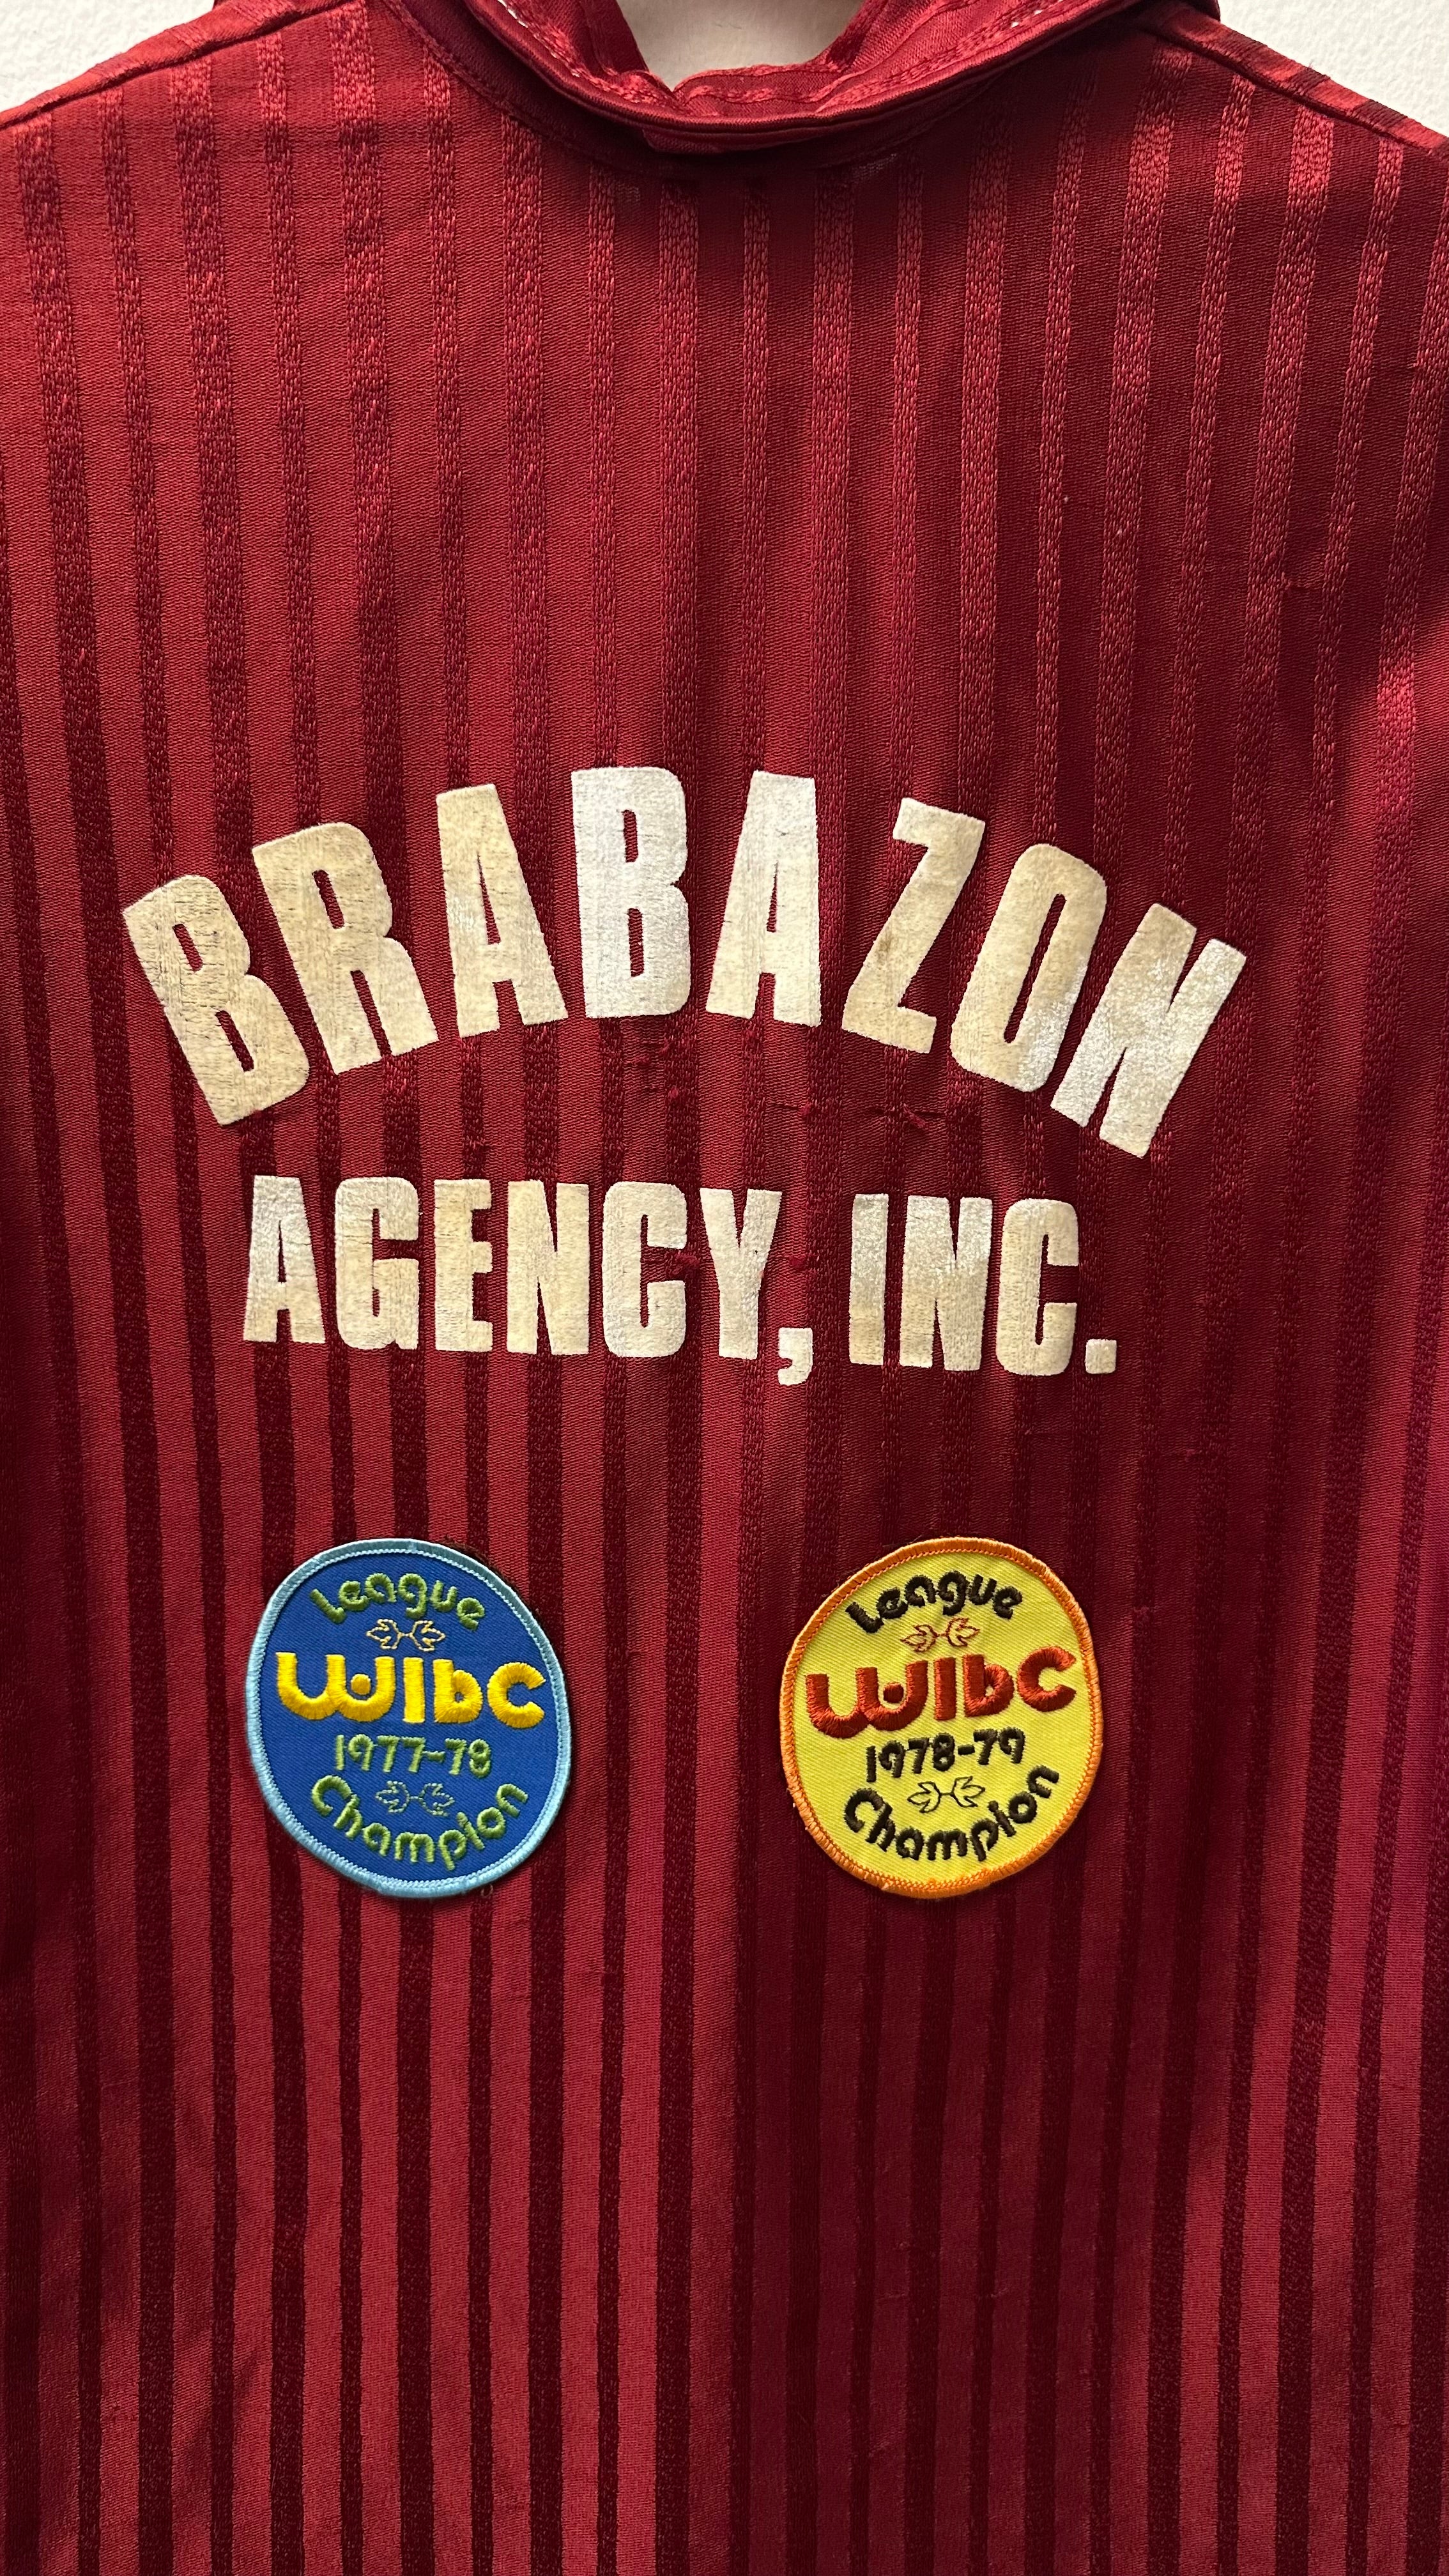 BRABAZON
AGENCY, INC.
League
WIbC
1977-78
Champion
League
WIbC
1978-79
Champion